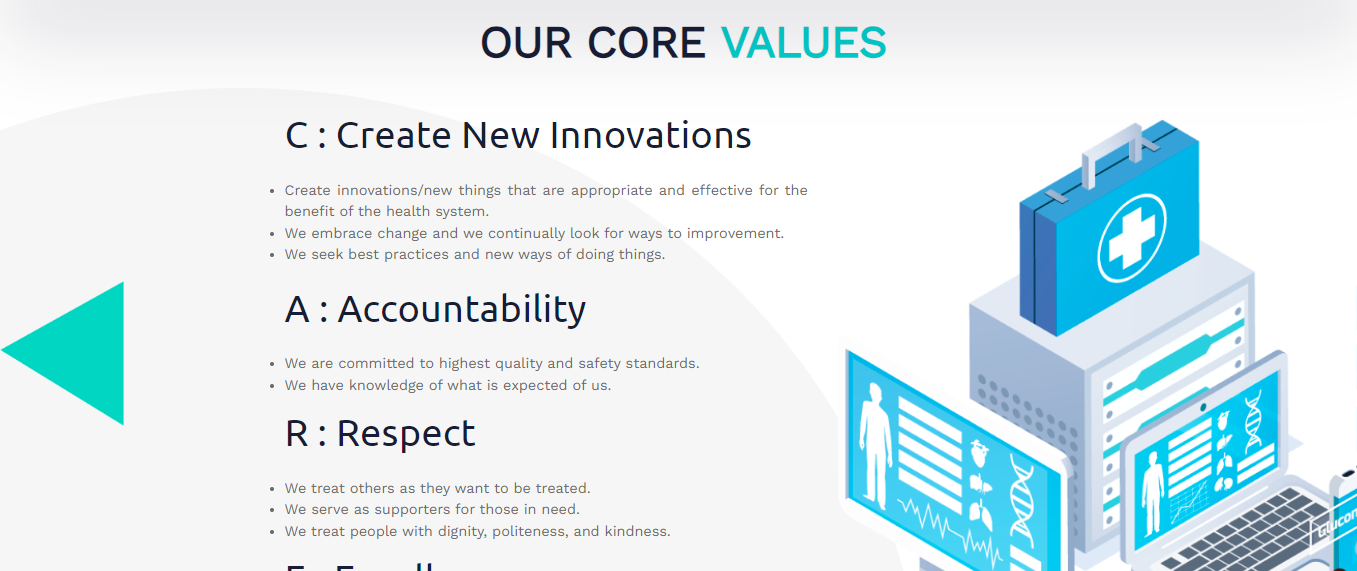 OUR CORE VALUES
C : Create New Innovations
• Create innovations/new things that are appropriate and effective for the
benefit of the health system.
• We embrace change and we continually look for ways to improvement.
• We seek best practices and new ways of doing things.
A : Accountability
• We are committed to highest quality and safety standards.
• We have knowledge of what is expected of us.
R : Respect
• We treat others as they want to be treated.
• We serve as supporters for those in need.
• We treat people with dignity, politeness, and kindness.